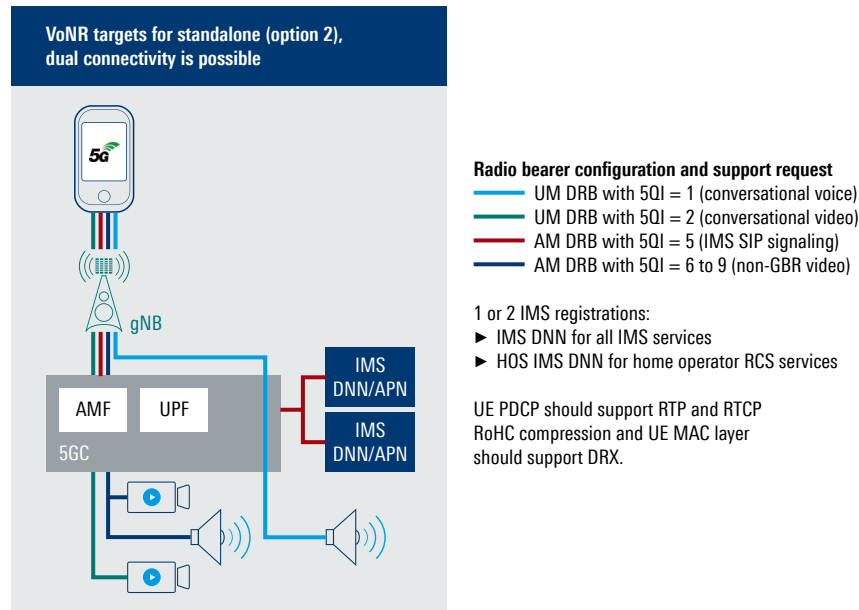 VoNR targets for standalone (option 2),
dual connectivity is possible
5G
gNB
AMF
UPF
5GC
IMS
DNN/APN
IMS
DNN/APN
Radio bearer configuration and support request
UM DRB with 5QI = 1 (conversational voice)
UM DRB with 5QI = 2 (conversational video)
AM DRB with 5QI = 5 (IMS SIP signaling)
AM DRB with 5QI = 6 to 9 (non-GBR video)
1 or 2 IMS registrations:
► IMS DNN for all IMS services
► HOS IMS DNN for home operator RCS services
UE PDCP should support RTP and RTCP
RoHC compression and UE MAC layer
should support DRX.